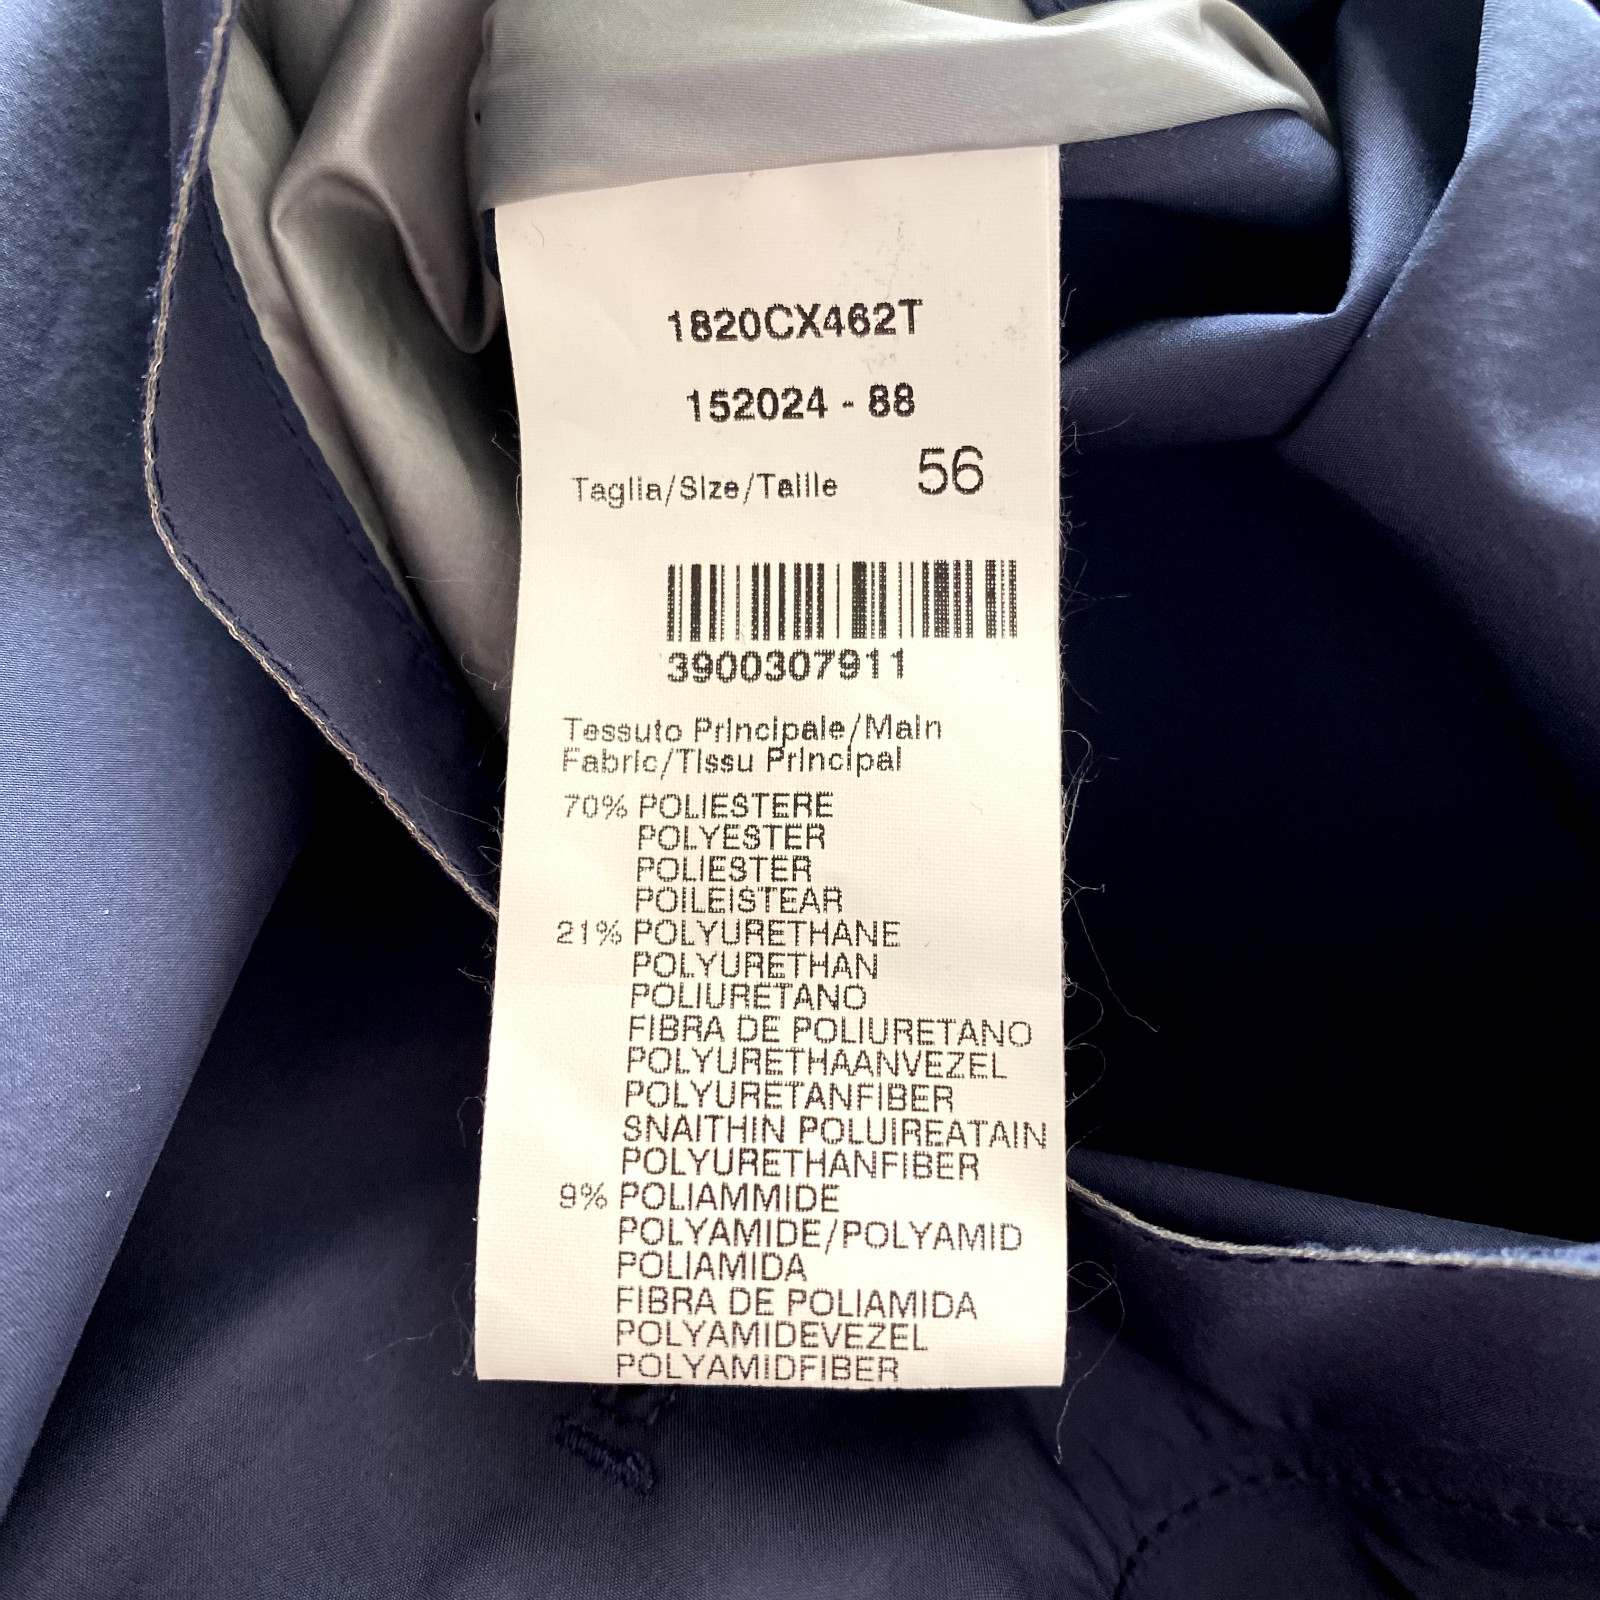 1820CX462T
152024 - 88
Taglia/Size/Taille 56
3900307911
Tessuto Principale/Main
Fabric/Tissu Principal
70% POLIESTERE
POLYESTER
POLIESTER
POILEISTEAR
21% POLYURETHANE
POLYURETHAN
POLIURETANO
FIBRA DE POLIURETANO
POLYURETHAANVEZEL
POLYURETANFIBER
SNAITHIN POLUIREATAIN
POLYURETHANFIBER
9% POLIAMMIDE
POLYAMIDE/POLYAMID
POLIAMIDA
FIBRA DE POLIAMIDA
POLYAMIDEVEZEL
POLYAMIDFIBER